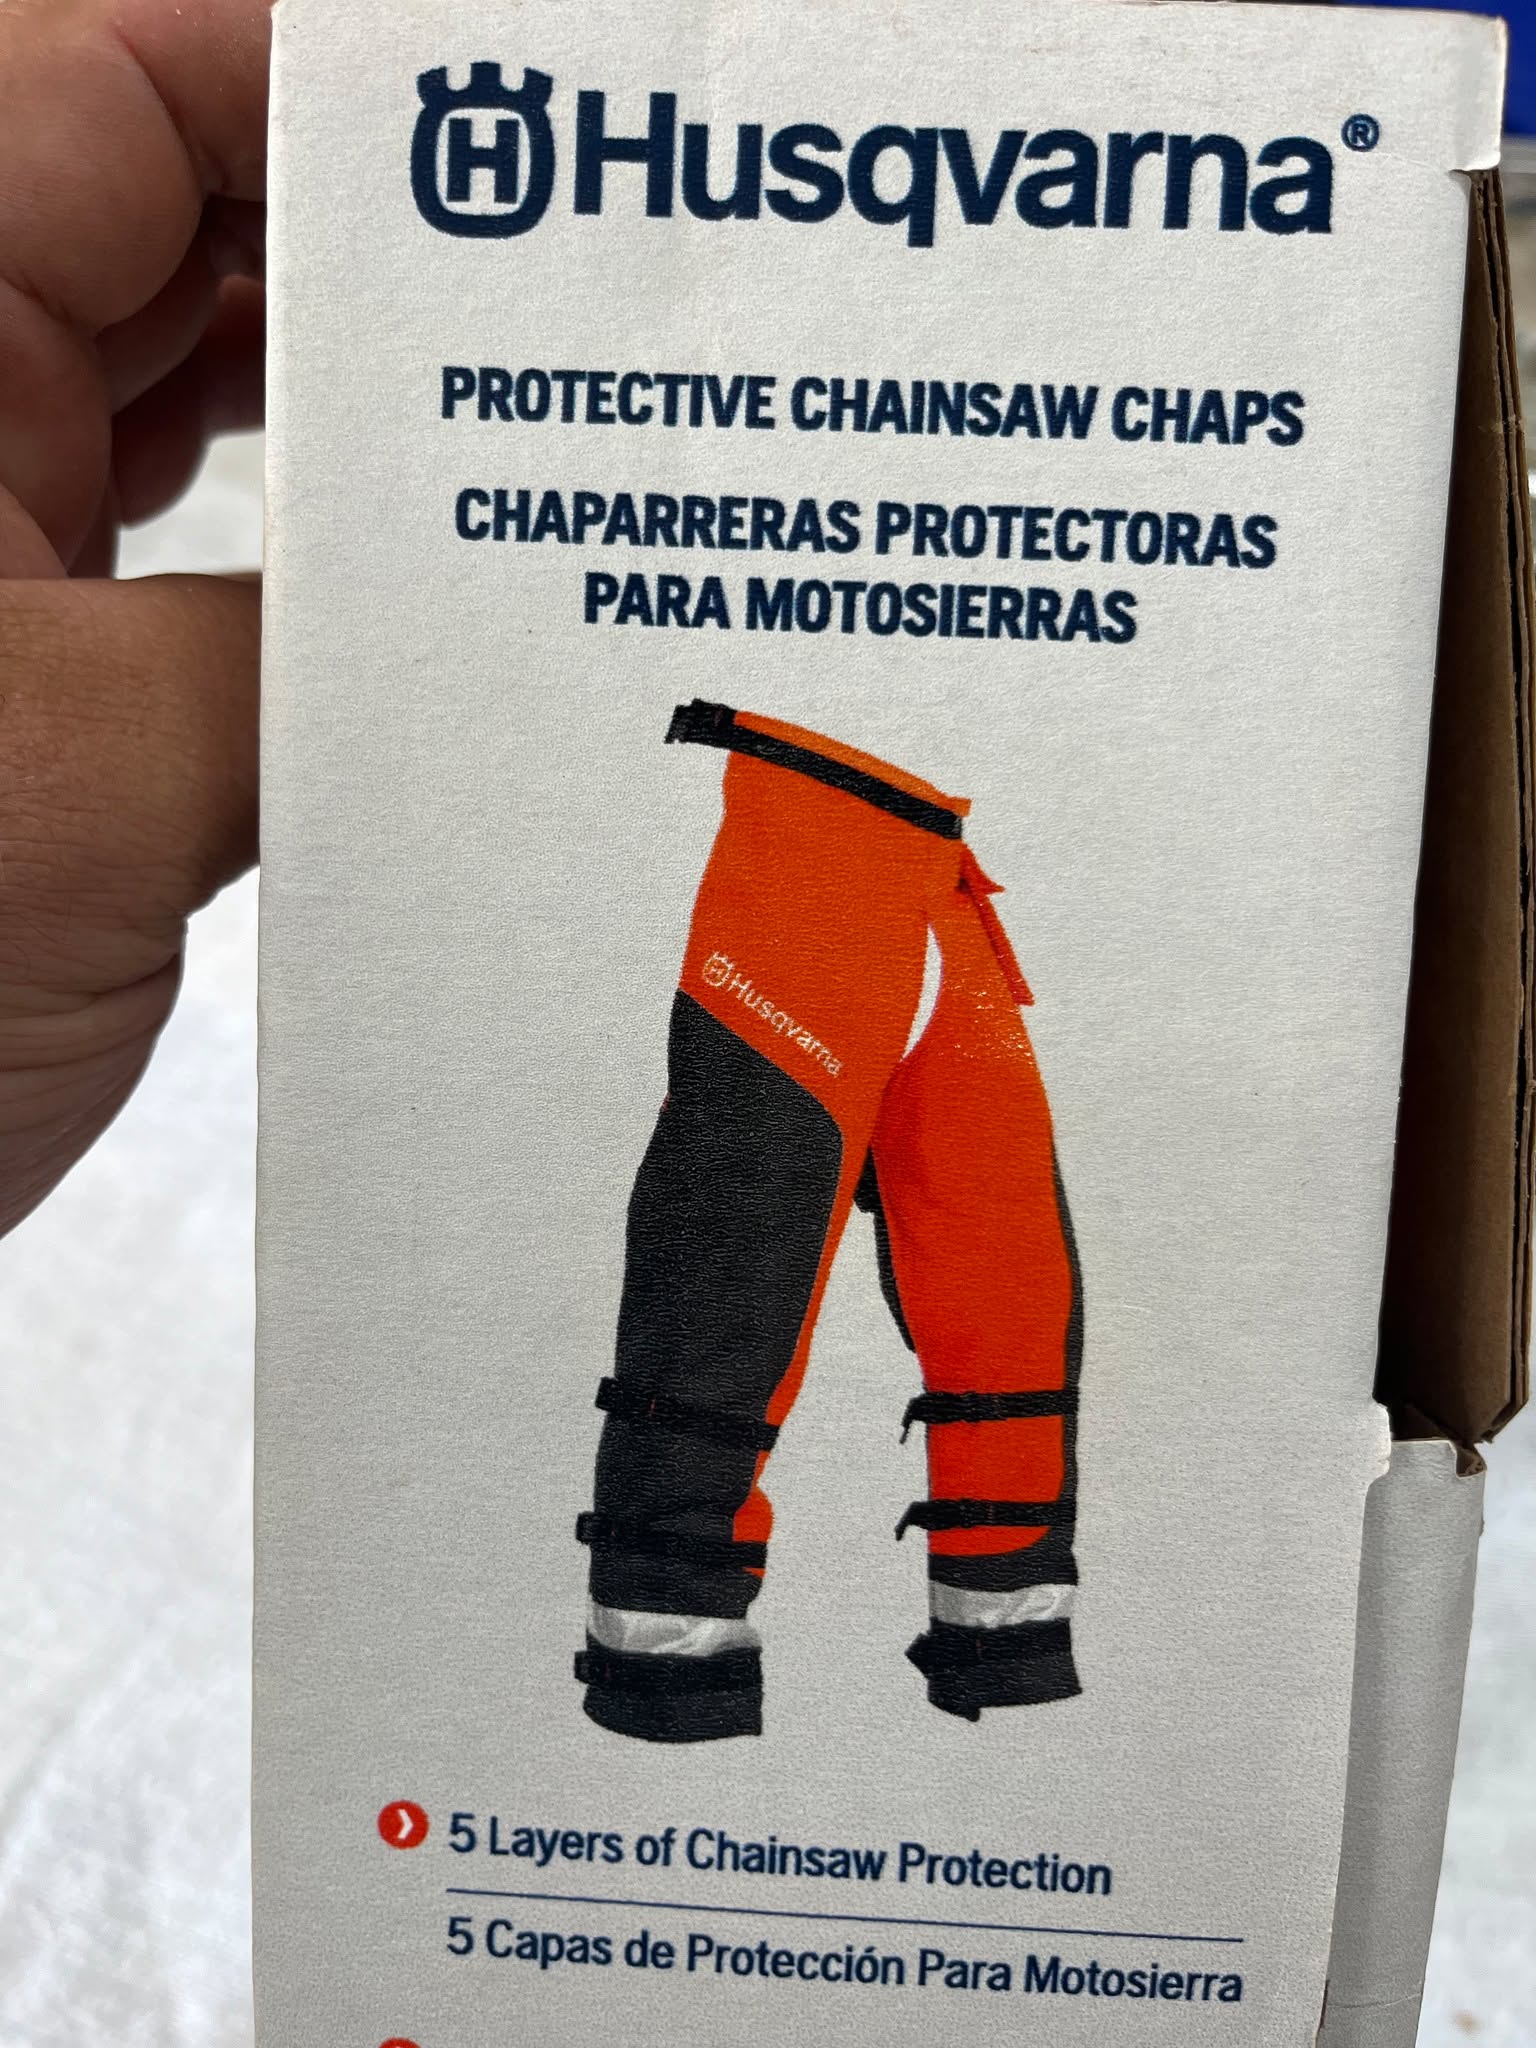 H Husqvarna®
PROTECTIVE CHAINSAW CHAPS
CHAPARRERAS PROTECTORAS
PARA MOTOSIERRAS
H Husqvarna
5 Layers of Chainsaw Protection
5 Capas de Protección Para Motosierra